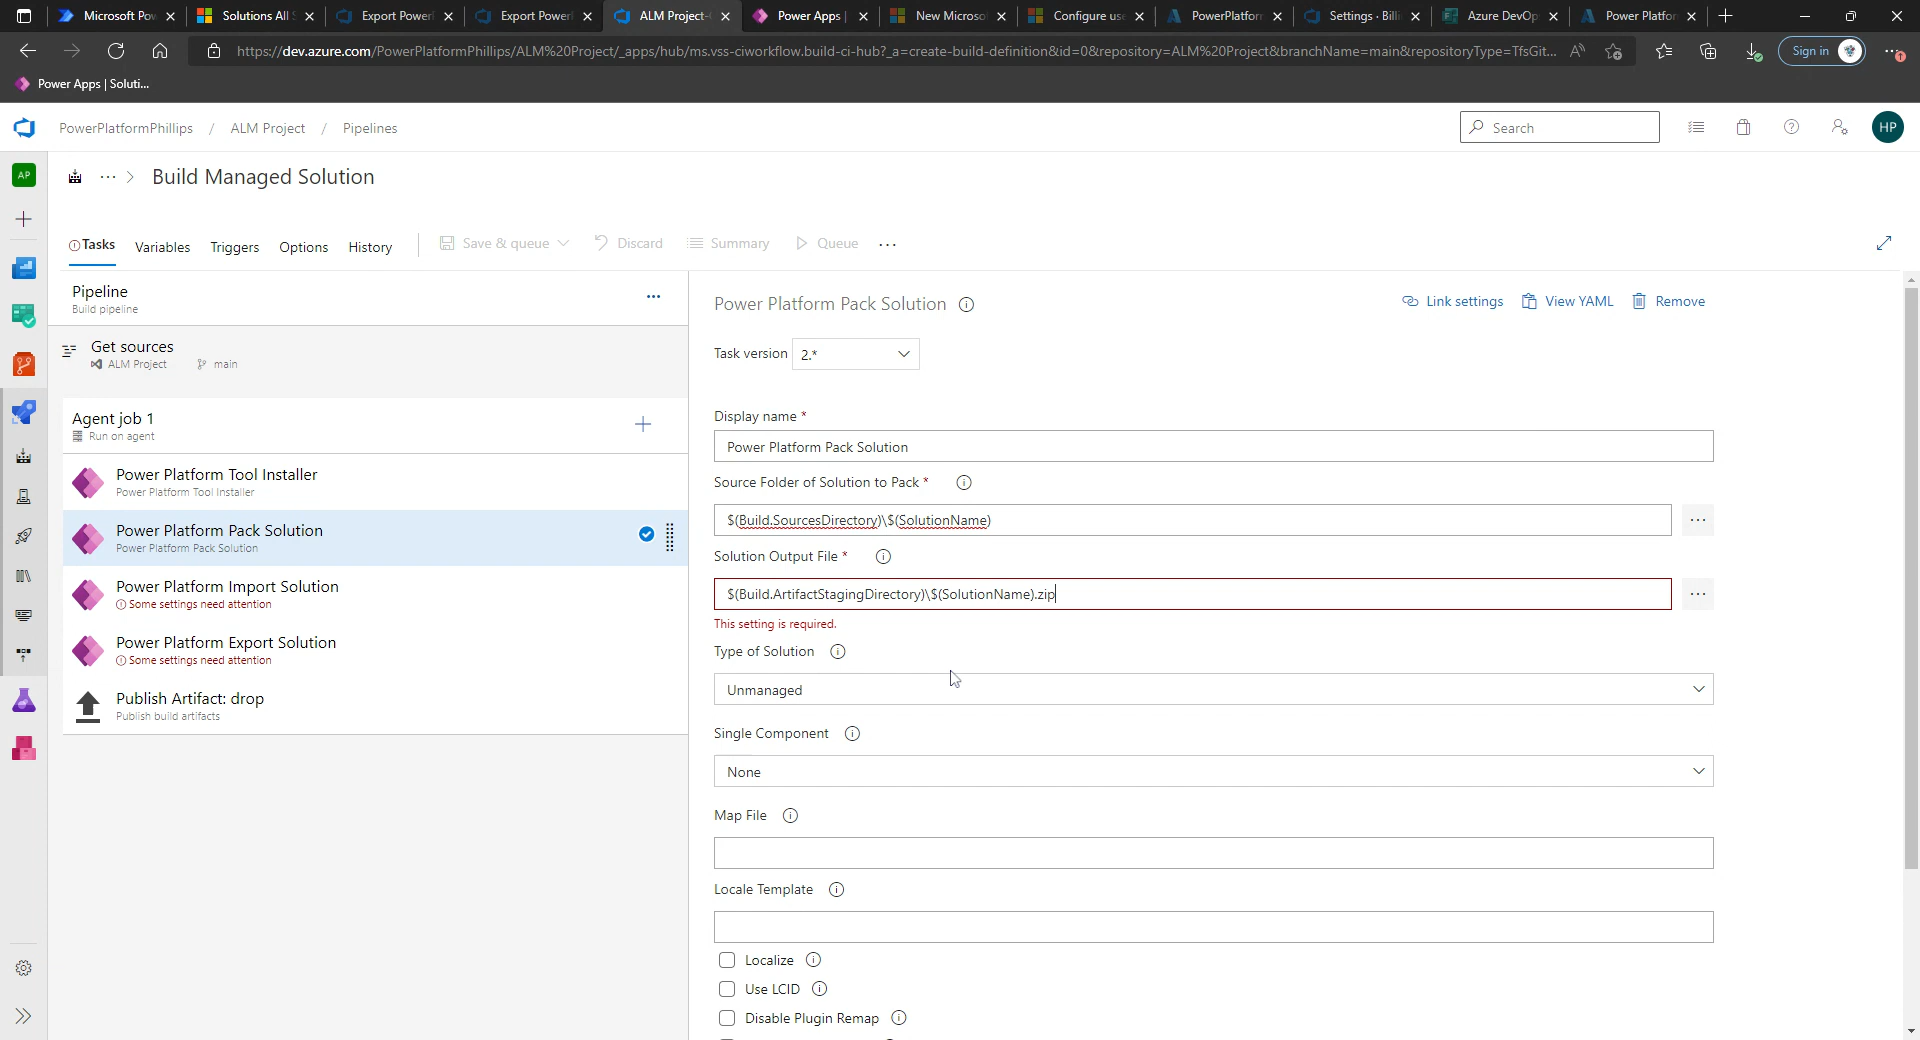 Microsoft Po
Solutions All
Export Power
Export Power
ALM Project-
Power Apps |
New Microso
Configure us
PowerPlatfor
Settings · Billi
Azure DevOp
Power Platfor
https://dev.azure.com/PowerPlatformPhillips/ALM%20Project/_apps/hub/ms.vss-ciworkflow.build-ci-hub?_a=create-build-definition&id=0&repository=ALM%20Project&branchName=main&repositoryType=TfsGit...
Sign in
Power Apps | Soluti...
PowerPlatformPhillips / ALM Project / Pipelines
Search
HP
AP
··· > Build Managed Solution
Tasks Variables Triggers Options History
Save & queue Discard Summary Queue ...
Pipeline
Build pipeline
Get sources
ALM Project main
Agent job 1
Run on agent
Power Platform Tool Installer
Power Platform Tool Installer
Power Platform Pack Solution
Power Platform Pack Solution
Power Platform Import Solution
Some settings need attention
Power Platform Export Solution
Some settings need attention
Publish Artifact: drop
Publish build artifacts
Power Platform Pack Solution
Link settings View YAML Remove
Task version 2.*
Display name *
Power Platform Pack Solution
Source Folder of Solution to Pack *
$(Build.SourcesDirectory)\$(SolutionName)
Solution Output File *
$(Build.ArtifactStagingDirectory)\$(SolutionName).zip
This setting is required.
Type of Solution
Unmanaged
Single Component
None
Map File
Locale Template
Localize
Use LCID
Disable Plugin Remap